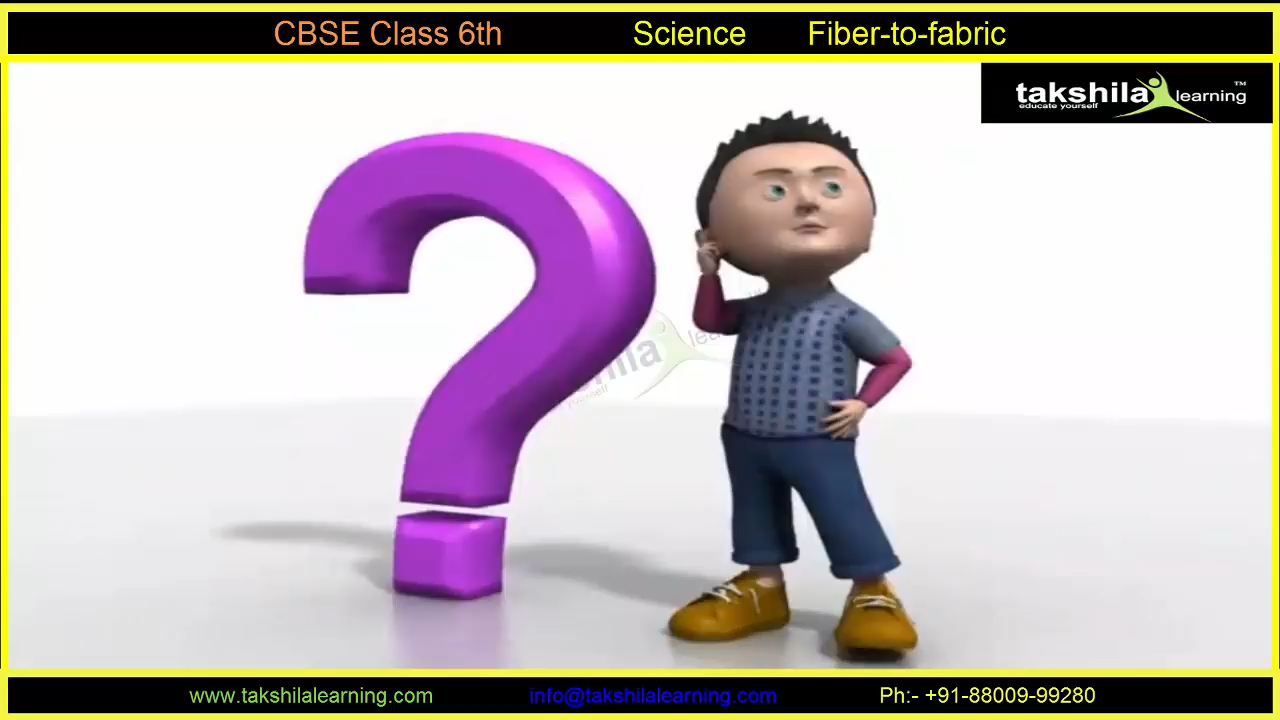 CBSE Class 6th Science Fiber-to-fabric
takshila learning™
educate yourself
www.takshilalearning.com info@takshilalearning.com Ph:- +91-88009-99280